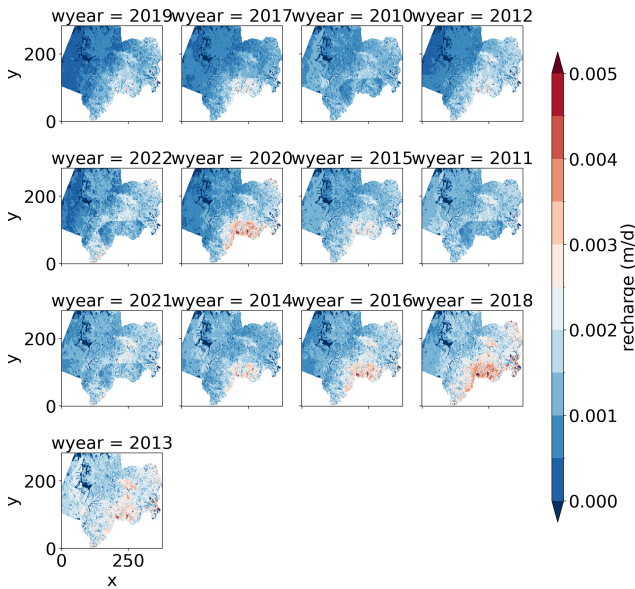 wyear = 2019 wyear = 2017 wyear = 2010 wyear = 2012
y
200
0
wyear = 2022 wyear = 2020 wyear = 2015 wyear = 2011
y
200
0
wyear = 2021 wyear = 2014 wyear = 2016 wyear = 2018
y
200
0
wyear = 2013
y
200
0
0 250
x
0.005
0.004
0.003
0.002
0.001
0.000
recharge (m/d)